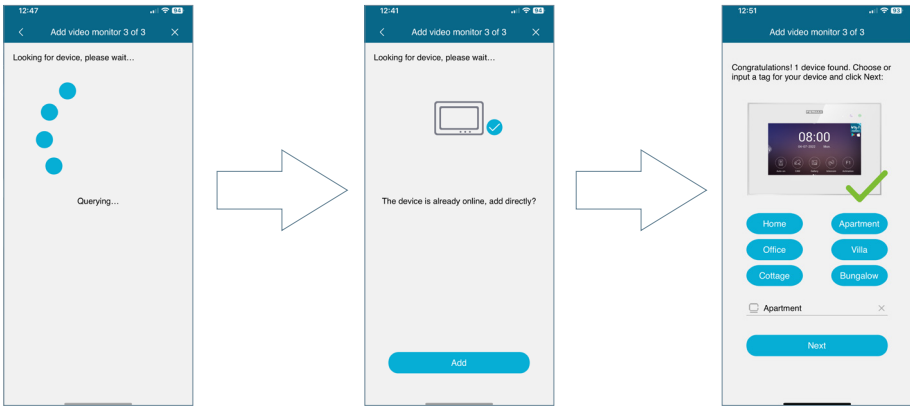 12:47
94
Add video monitor 3 of 3
Looking for device, please wait...
Querying...
12:41
94
Add video monitor 3 of 3
Looking for device, please wait...
The device is already online, add directly?
Add
12:51
93
Add video monitor 3 of 3
Congratulations! 1 device found. Choose or
input a tag for your device and click Next:
08:00
Home
Apartment
Office
Villa
Cottage
Bungalow
Apartment
Next